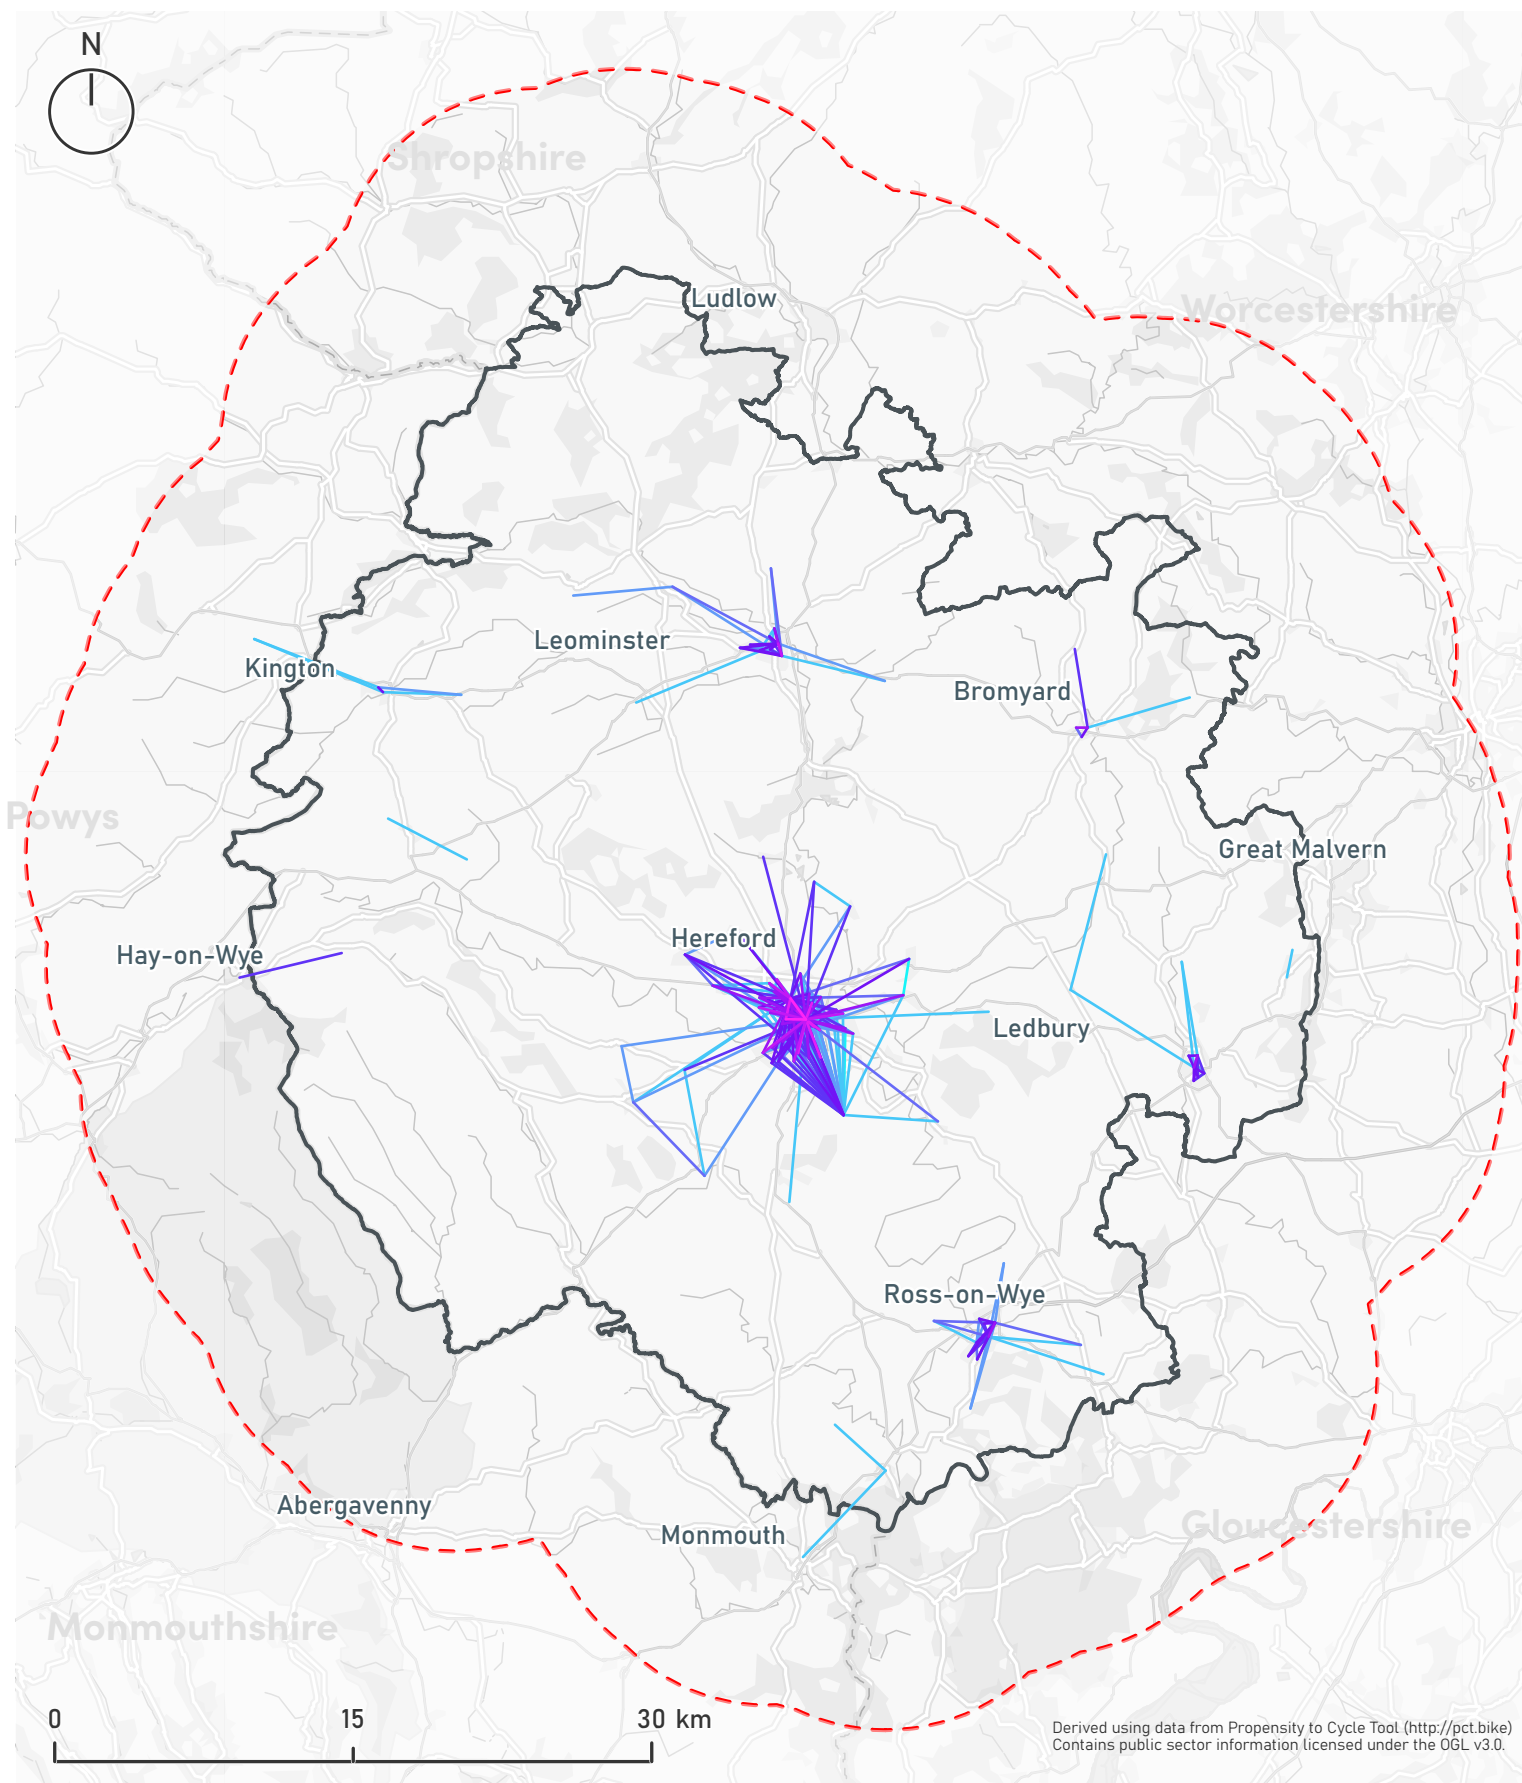 N
Shropshire
Ludlow
Worcestershire
Leominster
Kington
Bromyard
Powys
Great Malvern
Hereford
Hay-on-Wye
Ledbury
Ross-on-Wye
Abergavenny
Monmouth
Gloucestershire
Monmouthshire
0 15 30 km
Derived using data from Propensity to Cycle Tool (http://pct.bike)
Contains public sector information licensed under the OGL v3.0.